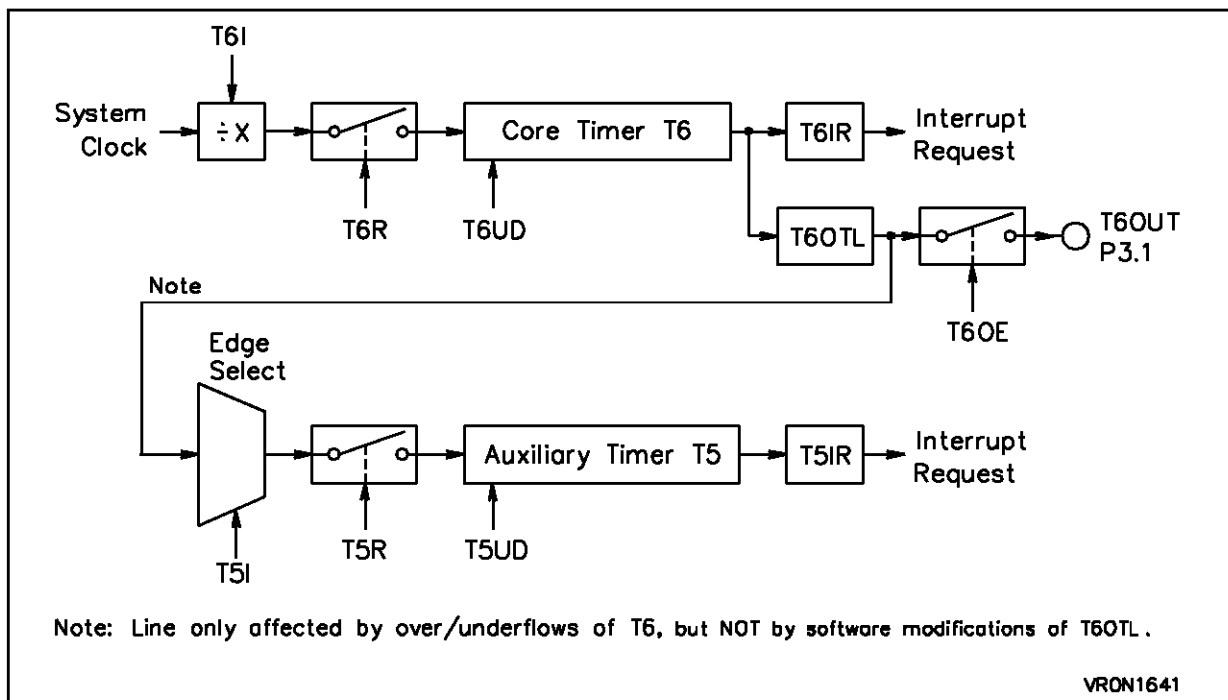 T6I
System
Clock
÷X
Core Timer T6
T6IR
Interrupt
Request
T6R
T6UD
T6OTL
T6OUT
P3.1
Note
T6OE
Edge
Select
Auxiliary Timer T5
T5IR
Interrupt
Request
T5I
T5R
T5UD
Note: Line only affected by over/underflows of T6, but NOT by software modifications of T6OTL.
VR0N1641